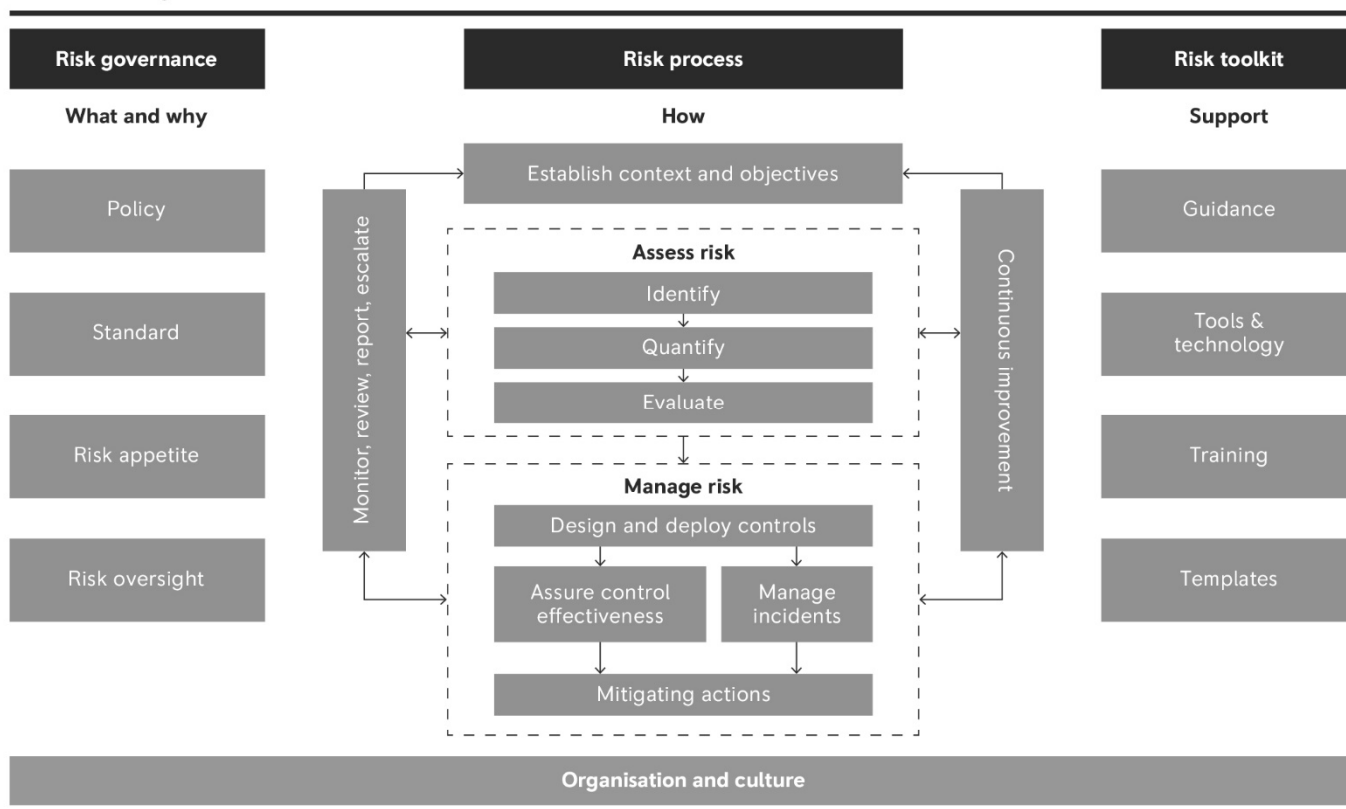 Risk governance
What and why
Policy
Standard
Risk appetite
Risk oversight
Risk process
How
Establish context and objectives
Monitor, review, report, escalate
Assess risk
Identify
Quantify
Evaluate
Manage risk
Design and deploy controls
Assure control
effectiveness
Manage
incidents
Mitigating actions
Continuous improvement
Risk toolkit
Support
Guidance
Tools &
technology
Training
Templates
Organisation and culture